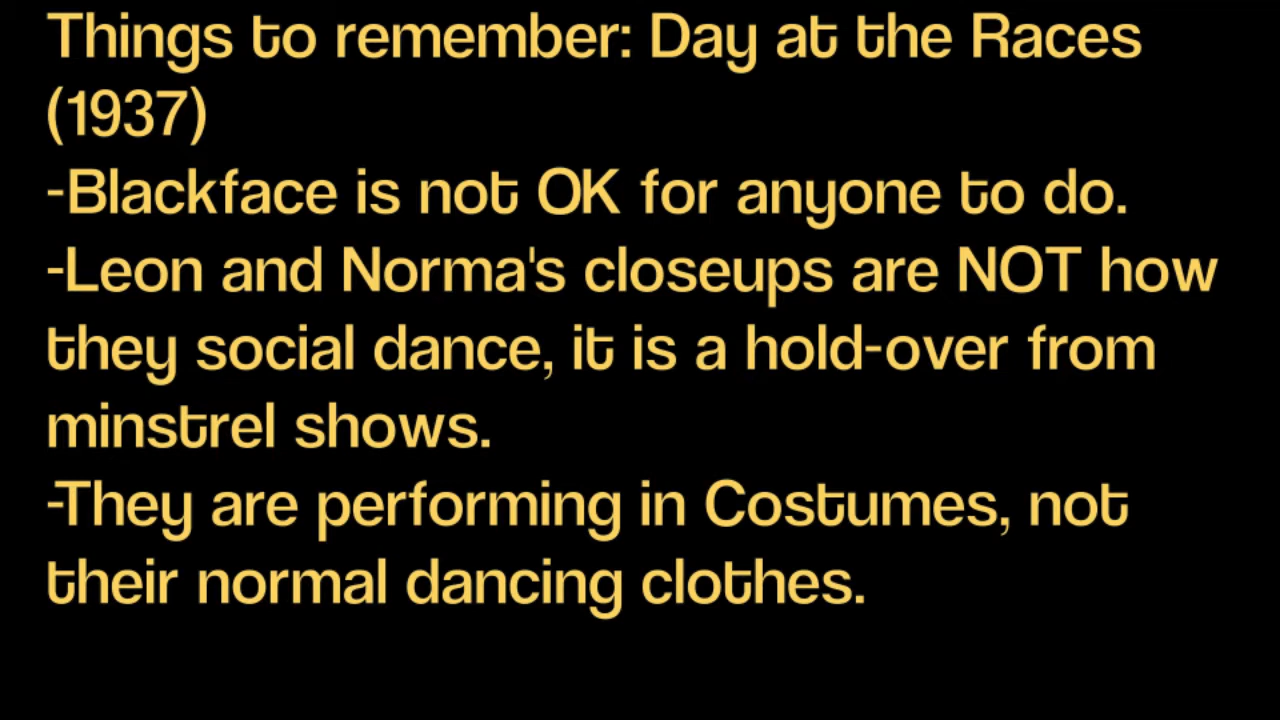 Things to remember: Day at the Races
(1937)
-Blackface is not OK for anyone to do.
-Leon and Norma's closeups are NOT how
they social dance, it is a hold-over from
minstrel shows.
-They are performing in Costumes, not
their normal dancing clothes.